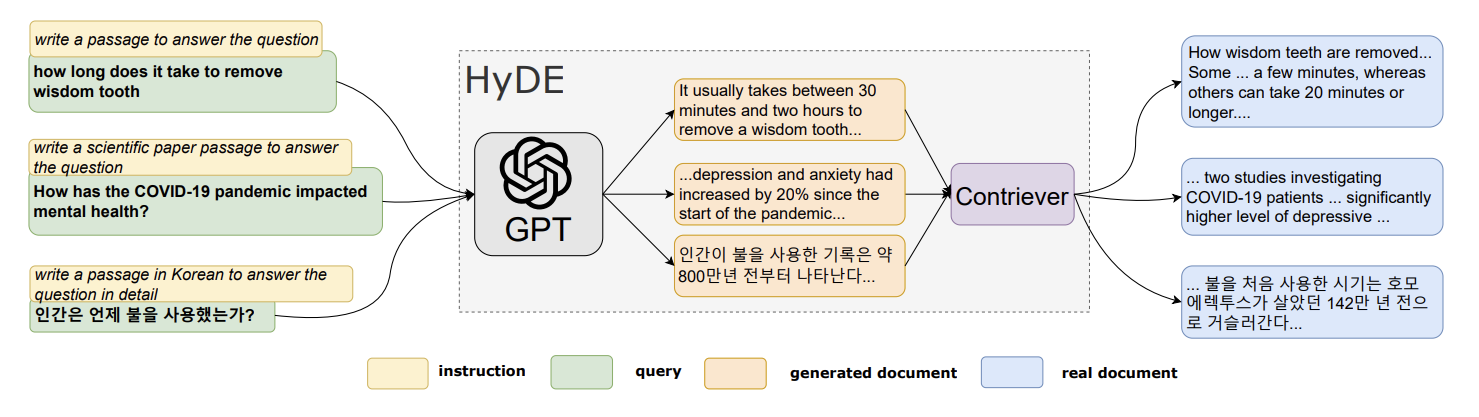 write a passage to answer the question
how long does it take to remove
wisdom tooth
write a scientific paper passage to answer
the question
How has the COVID-19 pandemic impacted
mental health?
write a passage in Korean to answer the
question in detail
인간은 언제 불을 사용했는가?
HyDE
GPT
It usually takes between 30
minutes and two hours to
remove a wisdom tooth...
...depression and anxiety had
increased by 20% since the
start of the pandemic...
인간이 불을 사용한 기록은 약
800만년 전부터 나타난다...
Contriever
How wisdom teeth are removed...
Some ... a few minutes, whereas
others can take 20 minutes or
longer....
... two studies investigating
COVID-19 patients ... significantly
higher level of depressive ...
... 불을 처음 사용한 시기는 호모
에렉투스가 살았던 142만 년 전으
로 거슬러간다...
instruction
query
generated document
real document